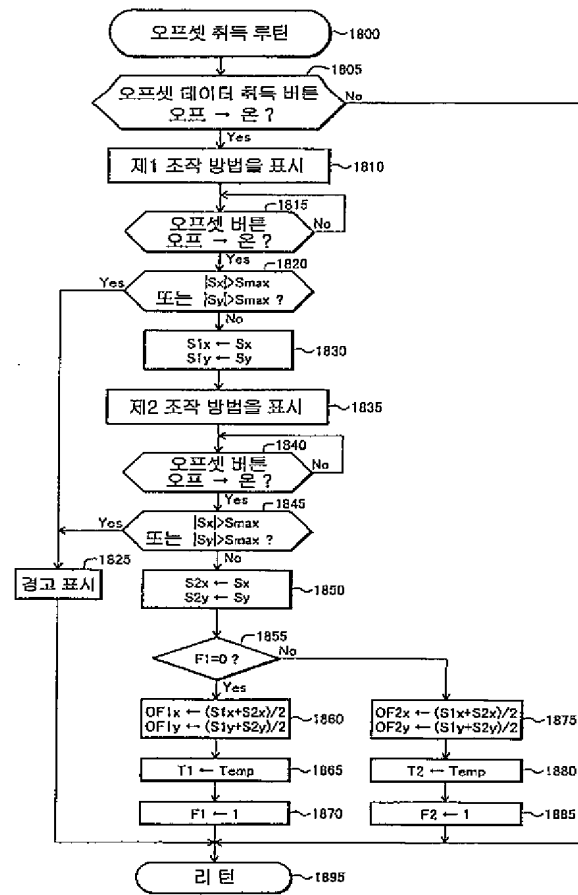 오프셋 취득 루틴
1800
1805
오프셋 데이터 취득 버튼
오프 → 온 ?
No
Yes
제1 조작 방법을 표시
1810
1815
오프셋 버튼
오프 → 온 ?
No
Yes
1820
|Sx|>Smax
또는 |Sy|>Smax ?
Yes
No
S1x ← Sx
S1y ← Sy
1830
제2 조작 방법을 표시
1835
1840
오프셋 버튼
오프 → 온 ?
No
Yes
1845
|Sx|>Smax
또는 |Sy|>Smax ?
Yes
No
1825
경고 표시
S2x ← Sx
S2y ← Sy
1850
1855
F1=0 ?
No
Yes
OF1x ← (S1x+S2x)/2
OF1y ← (S1y+S2y)/2
1860
OF2x ← (S1x+S2x)/2
OF2y ← (S1y+S2y)/2
1875
T1 ← Temp
1865
T2 ← Temp
1880
F1 ← 1
1870
F2 ← 1
1885
리 턴
1895